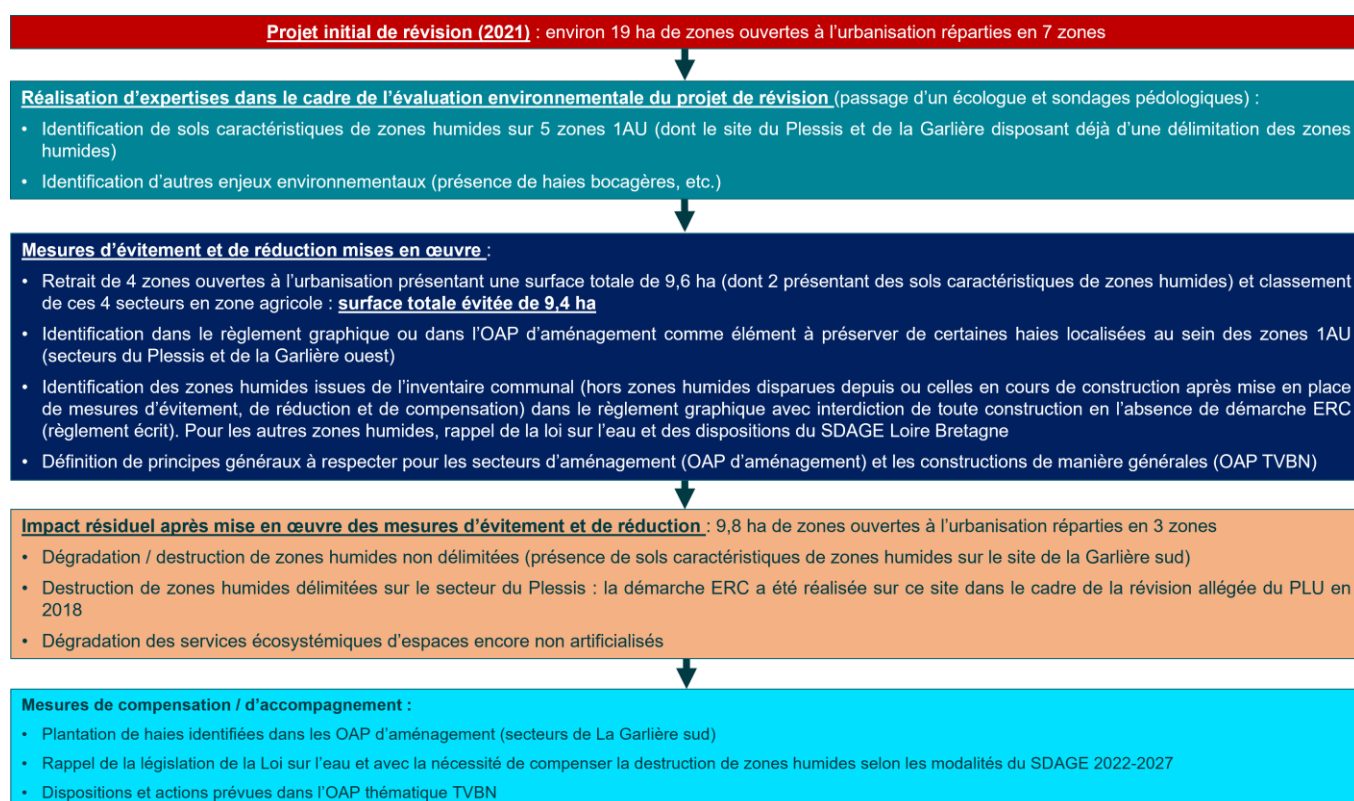 Projet initial de révision (2021) : environ 19 ha de zones ouvertes à l'urbanisation réparties en 7 zones
Réalisation d'expertises dans le cadre de l'évaluation environnementale du projet de révision (passage d'un écologue et sondages pédologiques) :
• Identification de sols caractéristiques de zones humides sur 5 zones 1AU (dont le site du Plessis et de la Garlière disposant déjà d'une délimitation des zones
humides)
• Identification d'autres enjeux environnementaux (présence de haies bocagères, etc.)
Mesures d'évitement et de réduction mises en œuvre :
• Retrait de 4 zones ouvertes à l'urbanisation présentant une surface totale de 9,6 ha (dont 2 présentant des sols caractéristiques de zones humides) et classement
de ces 4 secteurs en zone agricole : surface totale évitée de 9,4 ha
• Identification dans le règlement graphique ou dans l'OAP d'aménagement comme élément à préserver de certaines haies localisées au sein des zones 1AU
(secteurs du Plessis et de la Garlière ouest)
• Identification des zones humides issues de l'inventaire communal (hors zones humides disparues depuis ou celles en cours de construction après mise en place
de mesures d'évitement, de réduction et de compensation) dans le règlement graphique avec interdiction de toute construction en l'absence de démarche ERC
(règlement écrit). Pour les autres zones humides, rappel de la loi sur l'eau et des dispositions du SDAGE Loire Bretagne
• Définition de principes généraux à respecter pour les secteurs d'aménagement (OAP d'aménagement) et les constructions de manière générales (OAP TVBN)
Impact résiduel après mise en œuvre des mesures d'évitement et de réduction : 9,8 ha de zones ouvertes à l'urbanisation réparties en 3 zones
• Dégradation / destruction de zones humides non délimitées (présence de sols caractéristiques de zones humides sur le site de la Garlière sud)
• Destruction de zones humides délimitées sur le secteur du Plessis : la démarche ERC a été réalisée sur ce site dans le cadre de la révision allégée du PLU en
2018
• Dégradation des services écosystémiques d'espaces encore non artificialisés
Mesures de compensation / d'accompagnement :
• Plantation de haies identifiées dans les OAP d'aménagement (secteurs de La Garlière sud)
• Rappel de la législation de la Loi sur l'eau et avec la nécessité de compenser la destruction de zones humides selon les modalités du SDAGE 2022-2027
• Dispositions et actions prévues dans l'OAP thématique TVBN